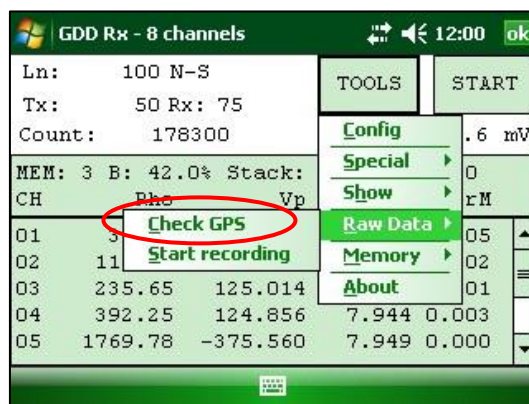 GDD Rx - 8 channels 12:00 ok
Ln: 100 N-S TOOLS START
Tx: 50 Rx: 75
Count: 178300 .6 mV
Config
MEM: 3 B: 42.0% Stack: 0
Special
CH Rho Vp rM
Show
Check GPS Raw Data
01 3 05
Start recording Memory
02 11 02
About
03 235.65 125.014 01
04 392.25 124.856 7.944 0.003
05 1769.78 -375.560 7.949 0.000